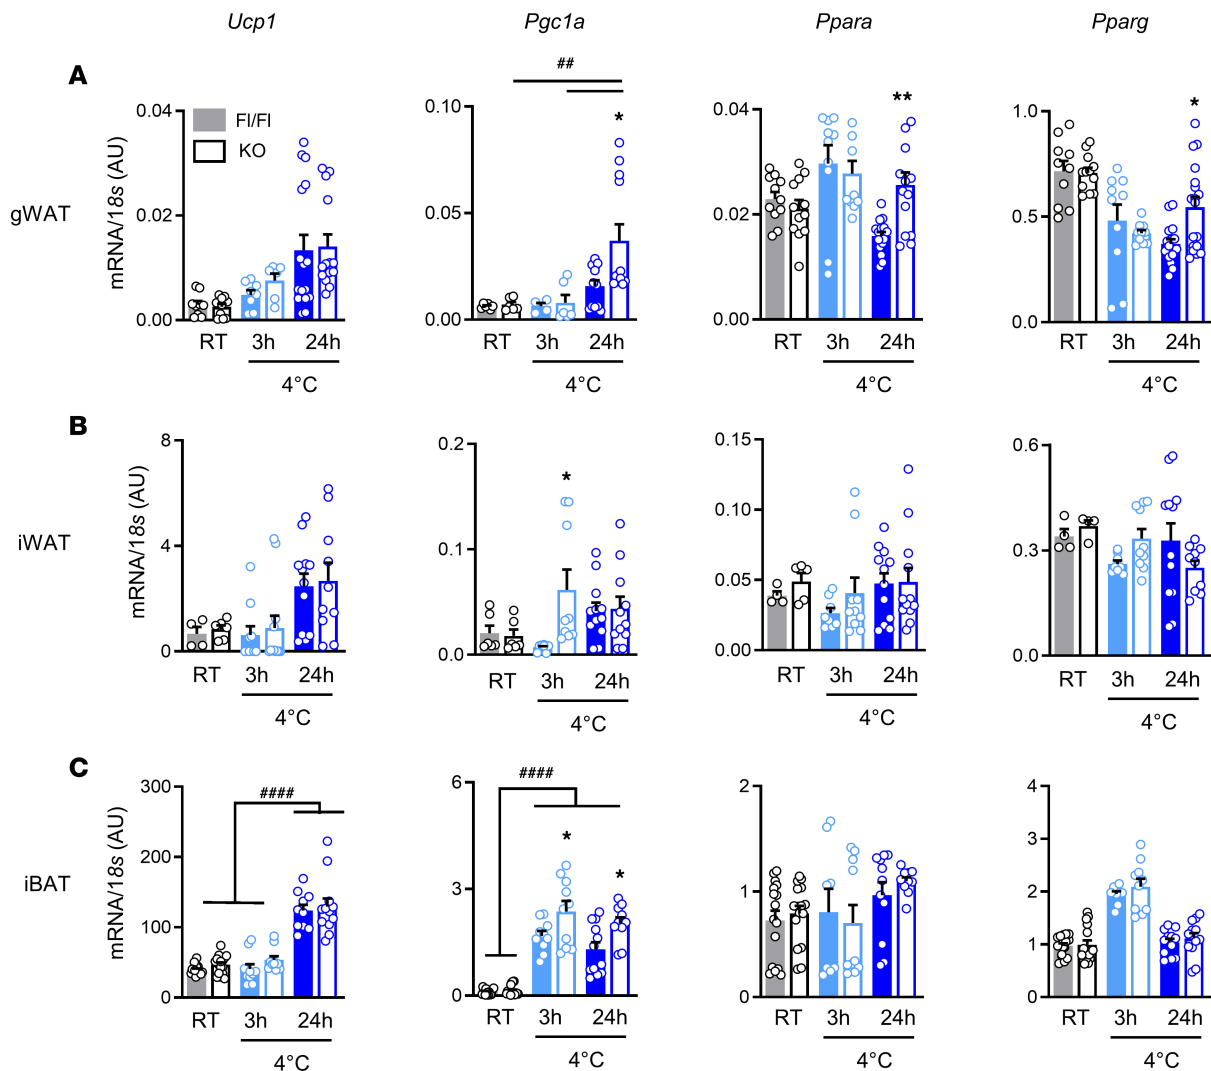 Ucp1 Pgc1a Ppara Pparg
A
##
gWAT
mRNA/18s (AU)
0.04
0.02
0.00
Fl/Fl
KO
RT 3h 24h
4°C
0.10
0.05
0.00
*
RT 3h 24h
4°C
0.04
0.02
0.00
**
RT 3h 24h
4°C
1.0
0.5
0.0
*
RT 3h 24h
4°C
B
iWAT
mRNA/18s (AU)
8
4
0
RT 3h 24h
4°C
0.2
0.1
0.0
*
RT 3h 24h
4°C
0.15
0.10
0.05
0.00
RT 3h 24h
4°C
0.6
0.3
0.0
RT 3h 24h
4°C
C
iBAT
mRNA/18s (AU)
300
200
100
0
####
RT 3h 24h
4°C
####
6
3
0
*
*
RT 3h 24h
4°C
2
1
0
RT 3h 24h
4°C
4
3
2
1
0
RT 3h 24h
4°C